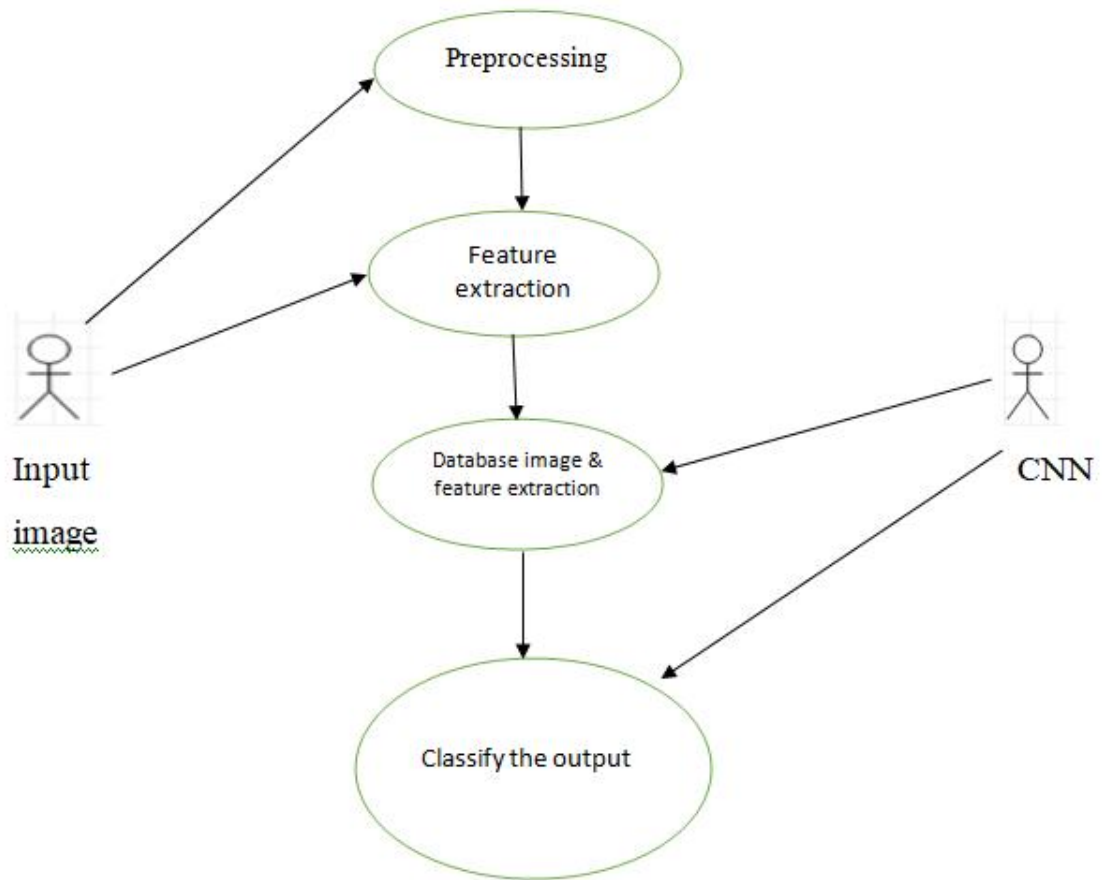 Preprocessing
Feature
extraction
Input
image
Database image &
feature extraction
CNN
Classify the output